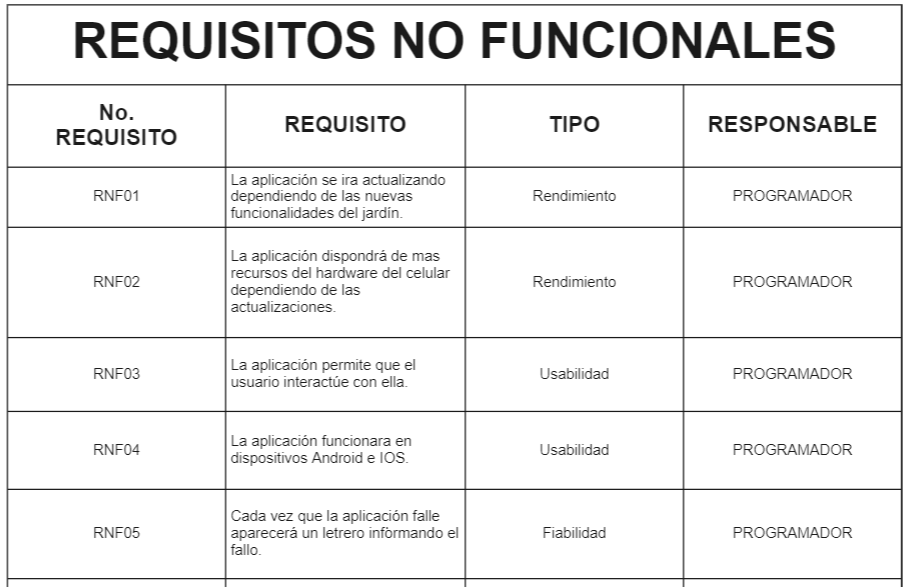 REQUISITOS NO FUNCIONALES
No.
REQUISITO
REQUISITO
TIPO
RESPONSABLE
RNF01
La aplicación se ira actualizando
dependiendo de las nuevas
funcionalidades del jardín.
Rendimiento
PROGRAMADOR
RNF02
La aplicación dispondrá de mas
recursos del hardware del celular
dependiendo de las
actualizaciones.
Rendimiento
PROGRAMADOR
RNF03
La aplicación permite que el
usuario interactúe con ella.
Usabilidad
PROGRAMADOR
RNF04
La aplicación funcionara en
dispositivos Android e IOS.
Usabilidad
PROGRAMADOR
RNF05
Cada vez que la aplicación falle
aparecerá un letrero informando el
fallo.
Fiabilidad
PROGRAMADOR